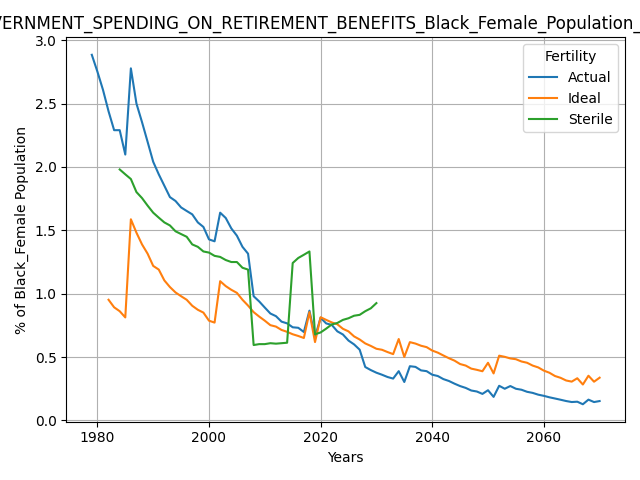 VERNMENT_SPENDING_ON_RETIREMENT_BENEFITS_Black_Female_Population_
3.0
2.5
2.0
1.5
1.0
0.5
0.0
% of Black_Female Population
Fertility
Actual
Ideal
Sterile
1980 2000 2020 2040 2060
Years